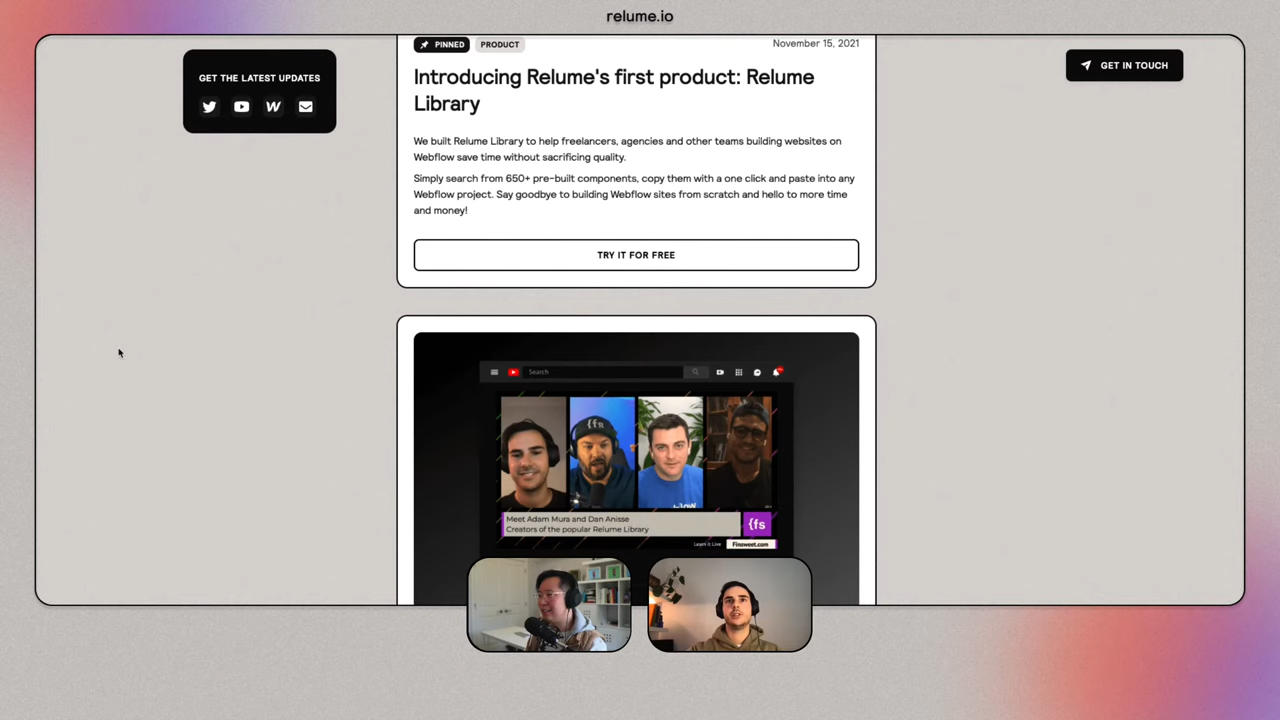 relume.io
GET THE LATEST UPDATES
W
PINNED
PRODUCT
November 15, 2021
GET IN TOUCH
Introducing Relume's first product: Relume
Library
We built Relume Library to help freelancers, agencies and other teams building websites on
Webflow save time without sacrificing quality.
Simply search from 650+ pre-built components, copy them with a one click and paste into any
Webflow project. Say goodbye to building Webflow sites from scratch and hello to more time
and money!
TRY IT FOR FREE
Search
{fs
Meet Adam Mura and Dan Anisse
Creators of the popular Relume Library
{fs
Learn it Live
Finsweet.com